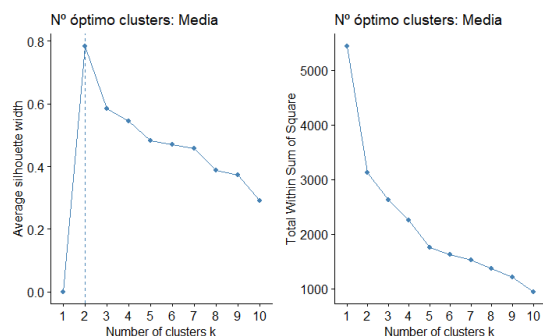 Nº óptimo clusters: Media
0.8
0.6
0.4
0.2
0.0
Average silhouette width
1 2 3 4 5 6 7 8 9 10
Number of clusters k
Nº óptimo clusters: Media
5000
4000
3000
2000
1000
Total Within Sum of Square
1 2 3 4 5 6 7 8 9 10
Number of clusters k